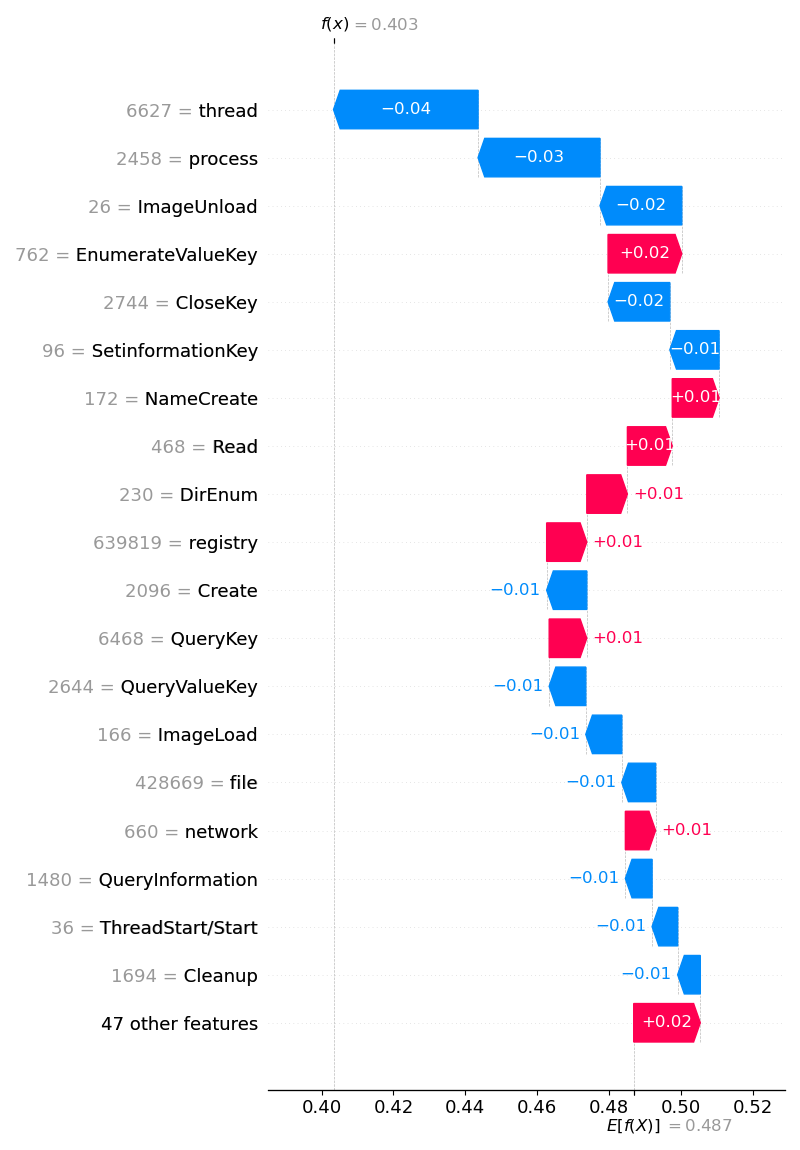 f(x) = 0.403
6627 = thread −0.04
2458 = process −0.03
26 = ImageUnload −0.02
762 = EnumerateValueKey +0.02
2744 = CloseKey −0.02
96 = SetinformationKey −0.01
172 = NameCreate +0.01
468 = Read +0.01
230 = DirEnum +0.01
639819 = registry +0.01
2096 = Create −0.01
6468 = QueryKey +0.01
2644 = QueryValueKey −0.01
166 = ImageLoad −0.01
428669 = file −0.01
660 = network +0.01
1480 = QueryInformation −0.01
36 = ThreadStart/Start −0.01
1694 = Cleanup −0.01
47 other features +0.02
0.40 0.42 0.44 0.46 0.48 0.50 0.52
E[f(X)] = 0.487